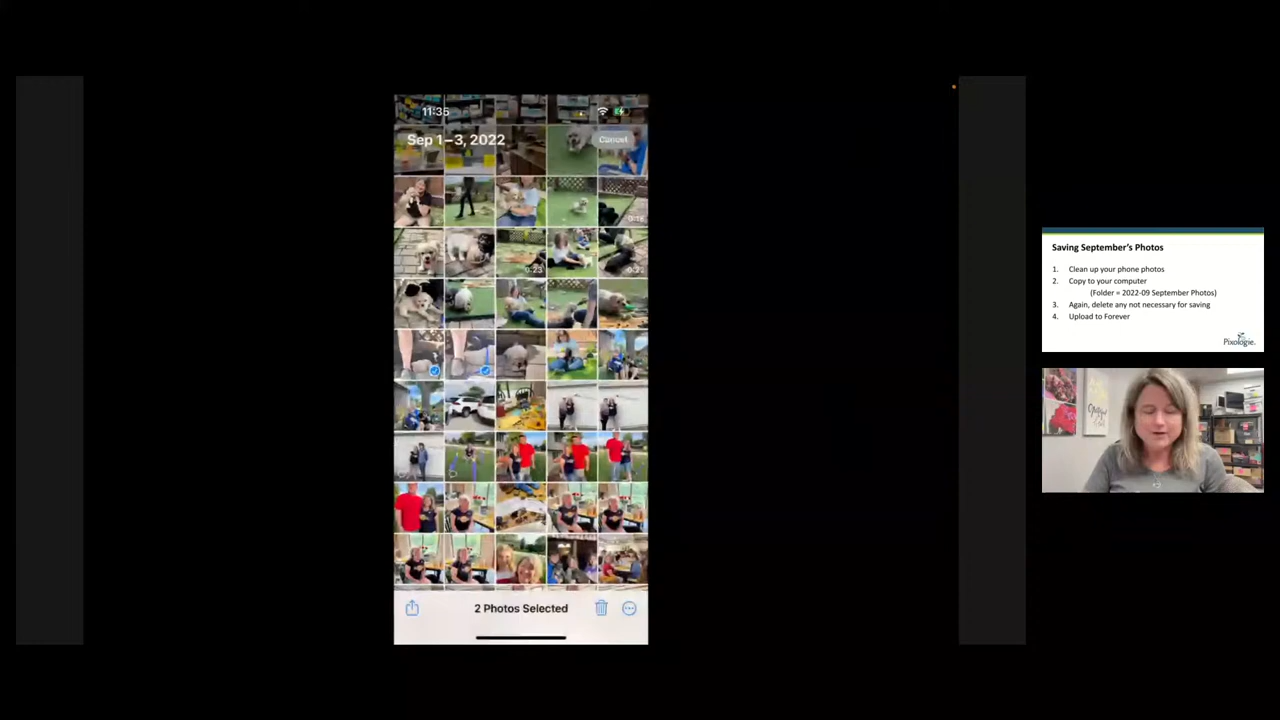 11:35
Sep 1–3, 2022
Cancel
0:23
2 Photos Selected
Saving September's Photos
1. Clean up your phone photos
2. Copy to your computer
(Folder = 2022-09 September Photos)
3. Again, delete any not necessary for saving
4. Upload to Forever
Pixologie